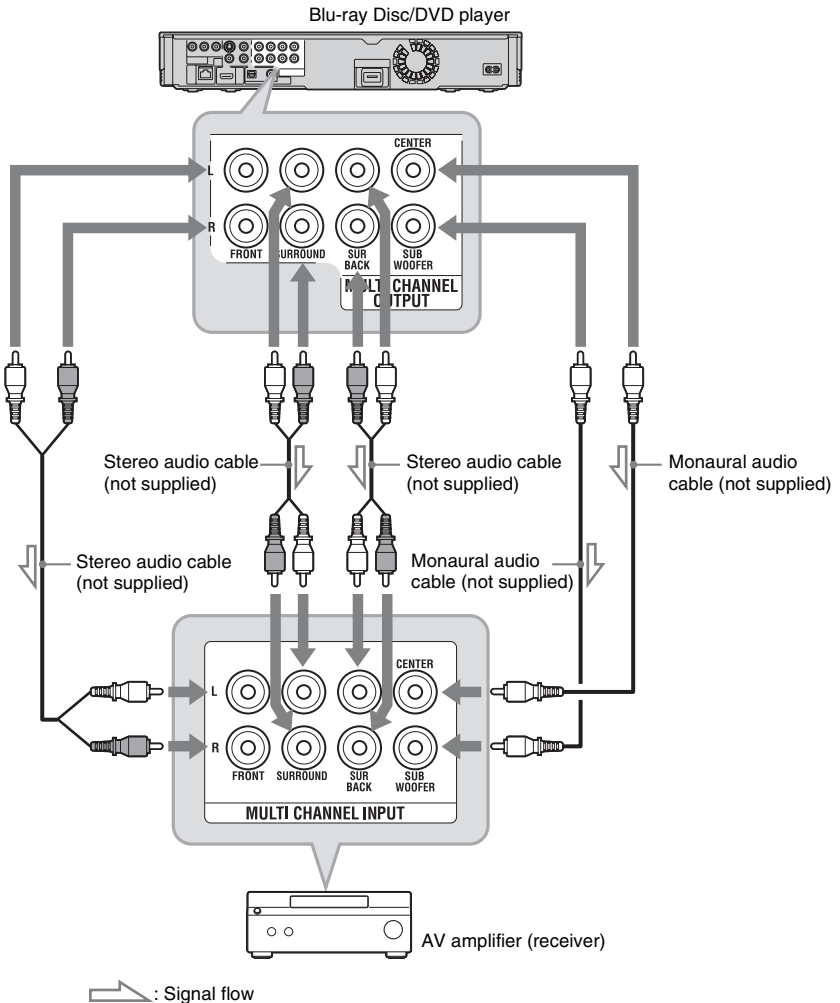 Blu-ray Disc/DVD player
CENTER
L
R
FRONT
SURROUND
SUR
BACK
SUB
WOOFER
MULTI CHANNEL
OUTPUT
Stereo audio cable
(not supplied)
Stereo audio cable
(not supplied)
Monaural audio
cable (not supplied)
Stereo audio cable
(not supplied)
Monaural audio
cable (not supplied)
CENTER
L
R
FRONT
SURROUND
SUR
BACK
SUB
WOOFER
MULTI CHANNEL INPUT
AV amplifier (receiver)
: Signal flow